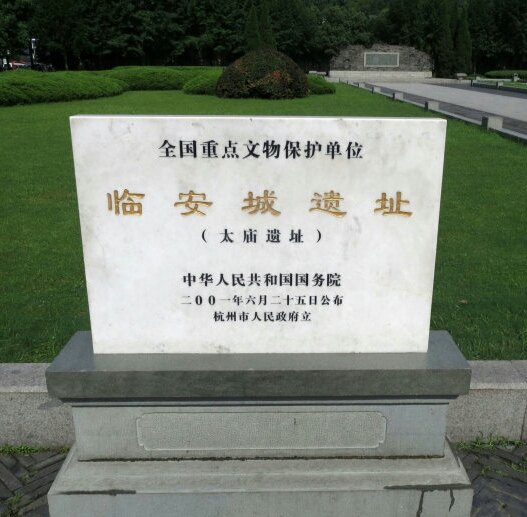 全国重点文物保护单位
临安城遗址
（太庙遗址）
中华人民共和国国务院
二00一年六月二十五日公布
杭州市人民政府立